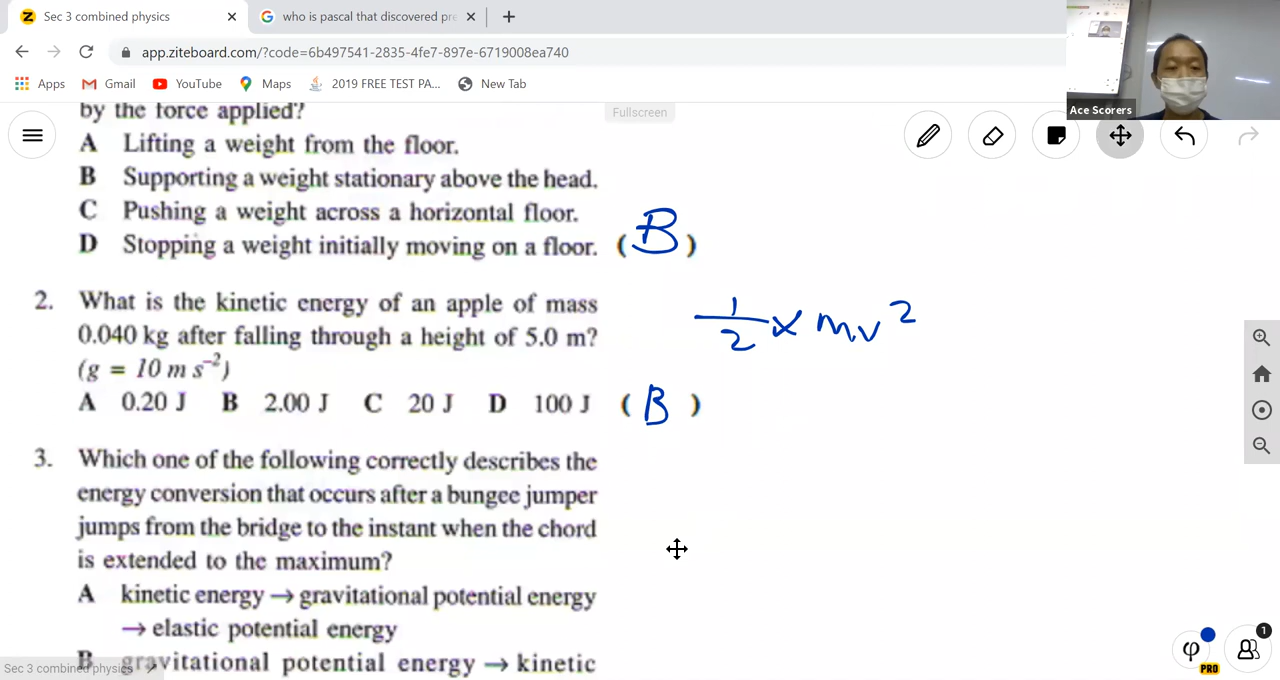 Sec 3 combined physics
who is pascal that discovered pre
app.ziteboard.com/?code=6b497541-2835-4fe7-897e-6719008ea740
Apps
Gmail
YouTube
Maps
2019 FREE TEST PA...
New Tab
Ace Scorers
Fullscreen
by the force applied?
A Lifting a weight from the floor.
B Supporting a weight stationary above the head.
C Pushing a weight across a horizontal floor.
D Stopping a weight initially moving on a floor. (B)
2. What is the kinetic energy of an apple of mass
0.040 kg after falling through a height of 5.0 m?
(g = 10 m s⁻²)
A 0.20 J B 2.00 J C 20 J D 100 J (B)
1/2 × mv²
3. Which one of the following correctly describes the
energy conversion that occurs after a bungee jumper
jumps from the bridge to the instant when the chord
is extended to the maximum?
A kinetic energy → gravitational potential energy
→ elastic potential energy
B gravitational potential energy → kinetic
Sec 3 combined physics
φ PRO
1